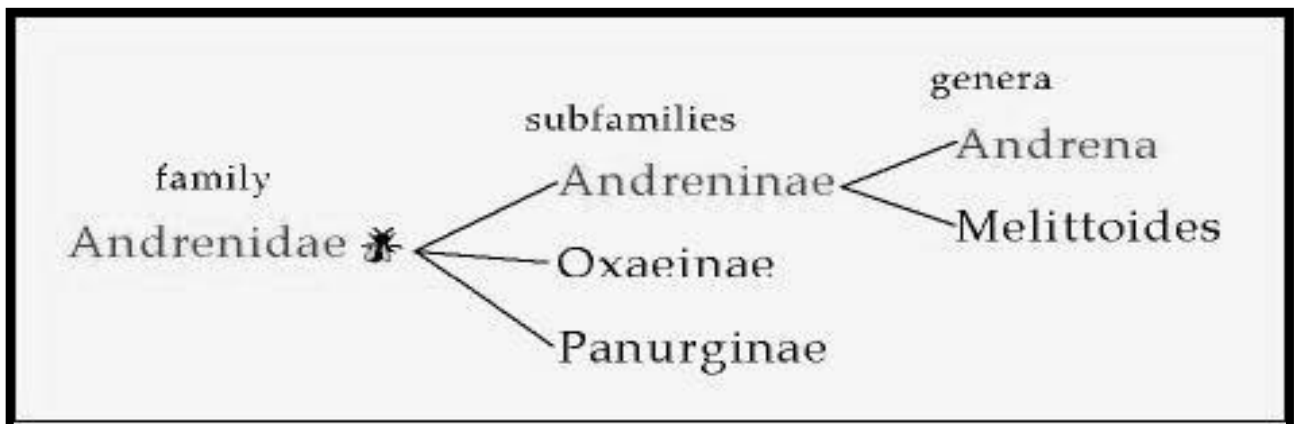 genera
subfamilies
Andrena
family
Andreninae
Melittoides
Andrenidae
Oxaeinae
Panurginae